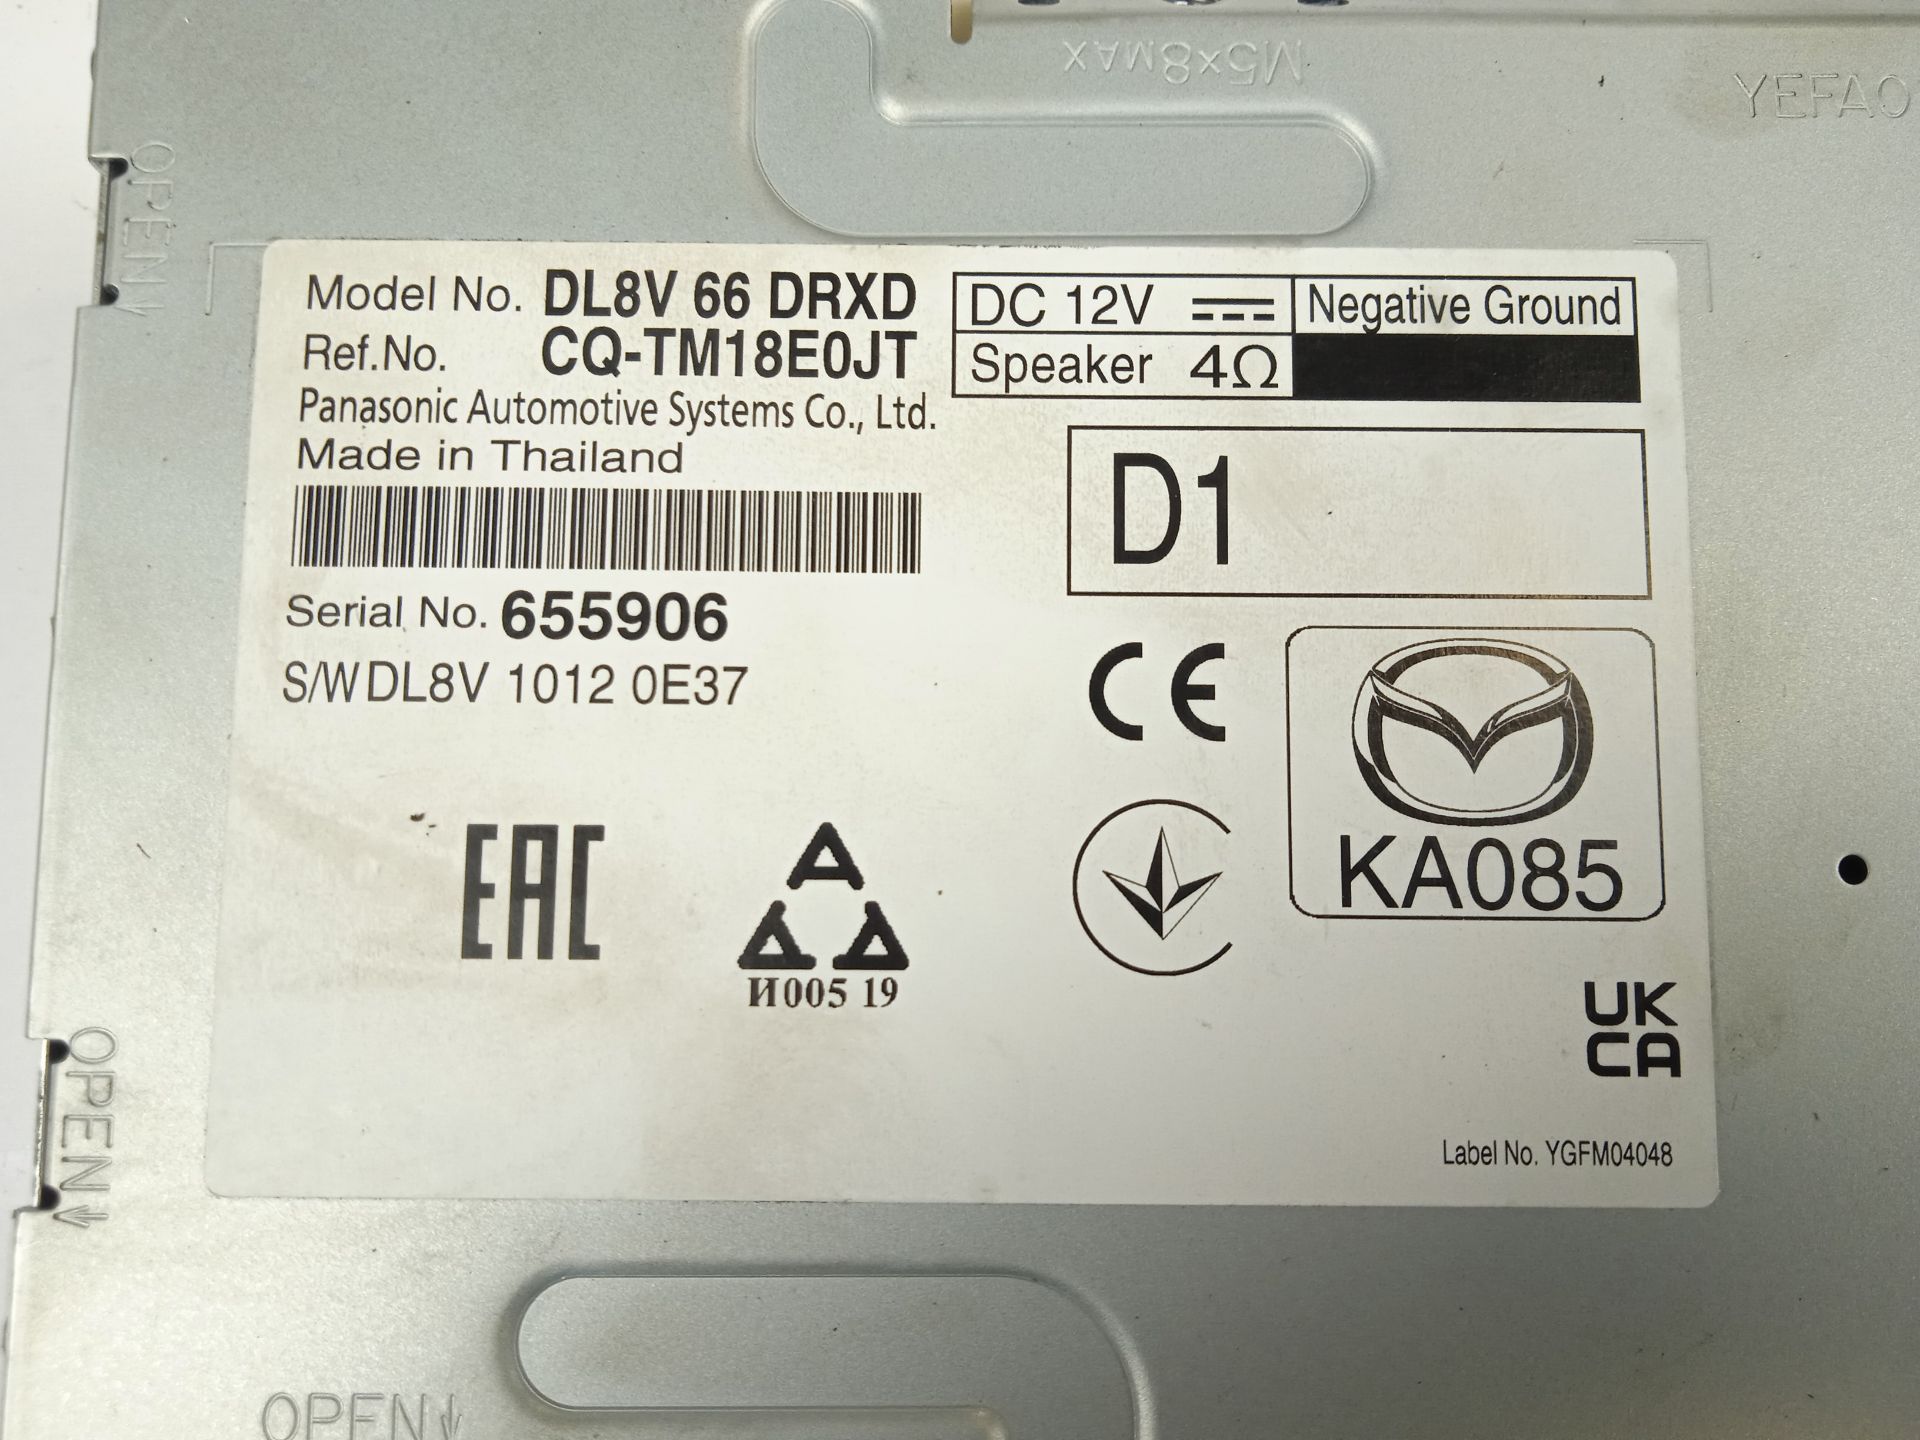 M5×8MAX
YEFA0
OPEN
Model No. DL8V 66 DRXD
Ref.No. CQ-TM18E0JT
Panasonic Automotive Systems Co., Ltd.
Made in Thailand
DC 12V
Negative Ground
Speaker 4Ω
D1
Serial No. 655906
S/W DL8V 1012 0E37
CE
KA085
EAC
И005 19
UK
CA
OPEN
Label No. YGFM04048
OPEN